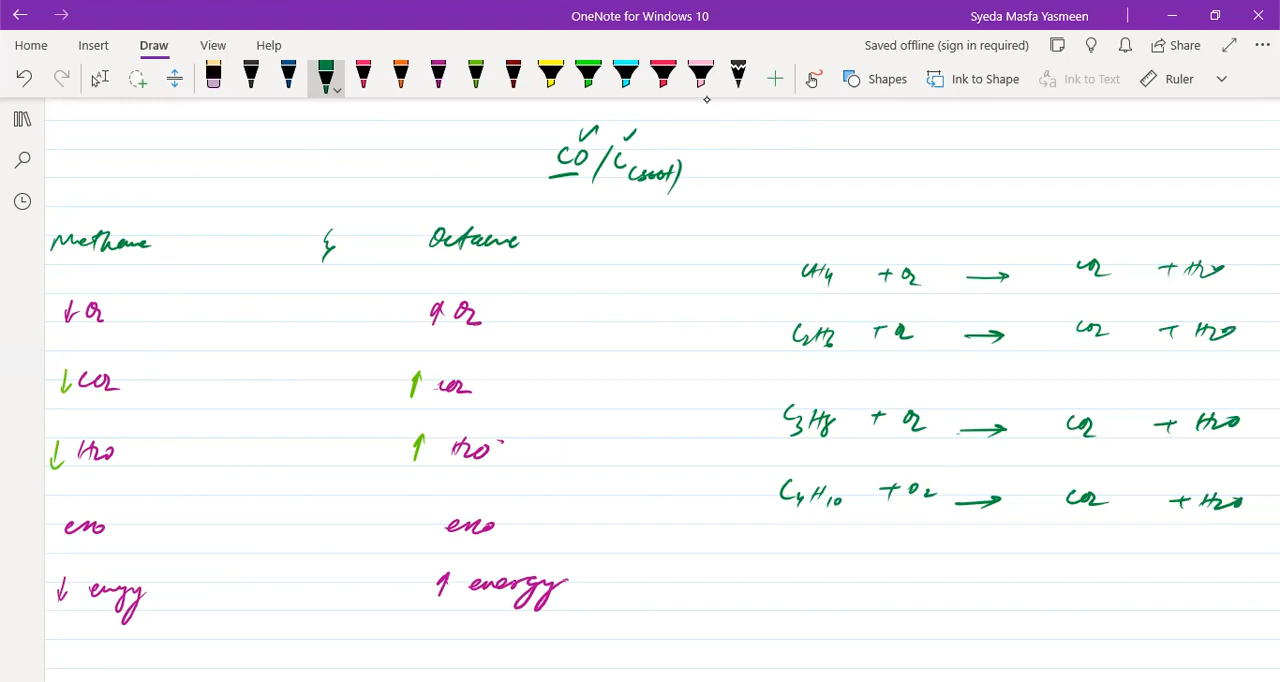 OneNote for Windows 10
Syeda Masfa Yasmeen
Home Insert Draw View Help
Saved offline (sign in required)
Share
Shapes Ink to Shape Ink to Text Ruler
CO/C(soot)
Methane & Octane
↓ O2 ↑ O2
↓ CO2 ↑ CO2
↓ H2O ↑ H2O
exo exo
↓ engy ↑ energy
CH4 + O2 → CO2 + H2O
C2H6 + O2 → CO2 + H2O
C3H8 + O2 → CO2 + H2O
C4H10 + O2 → CO2 + H2O